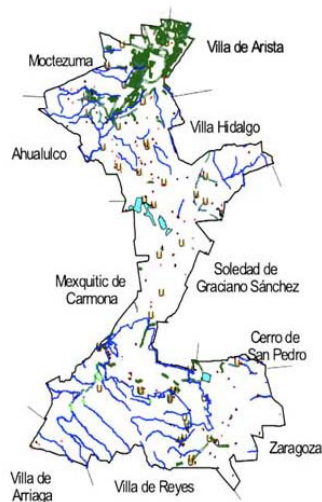 Villa de Arista
Moctezuma
Villa Hidalgo
Ahualulco
Mexquitic de
Carmona
Soledad de
Graciano Sánchez
Cerro de
San Pedro
Zaragoza
Villa de
Arriaga
Villa de Reyes